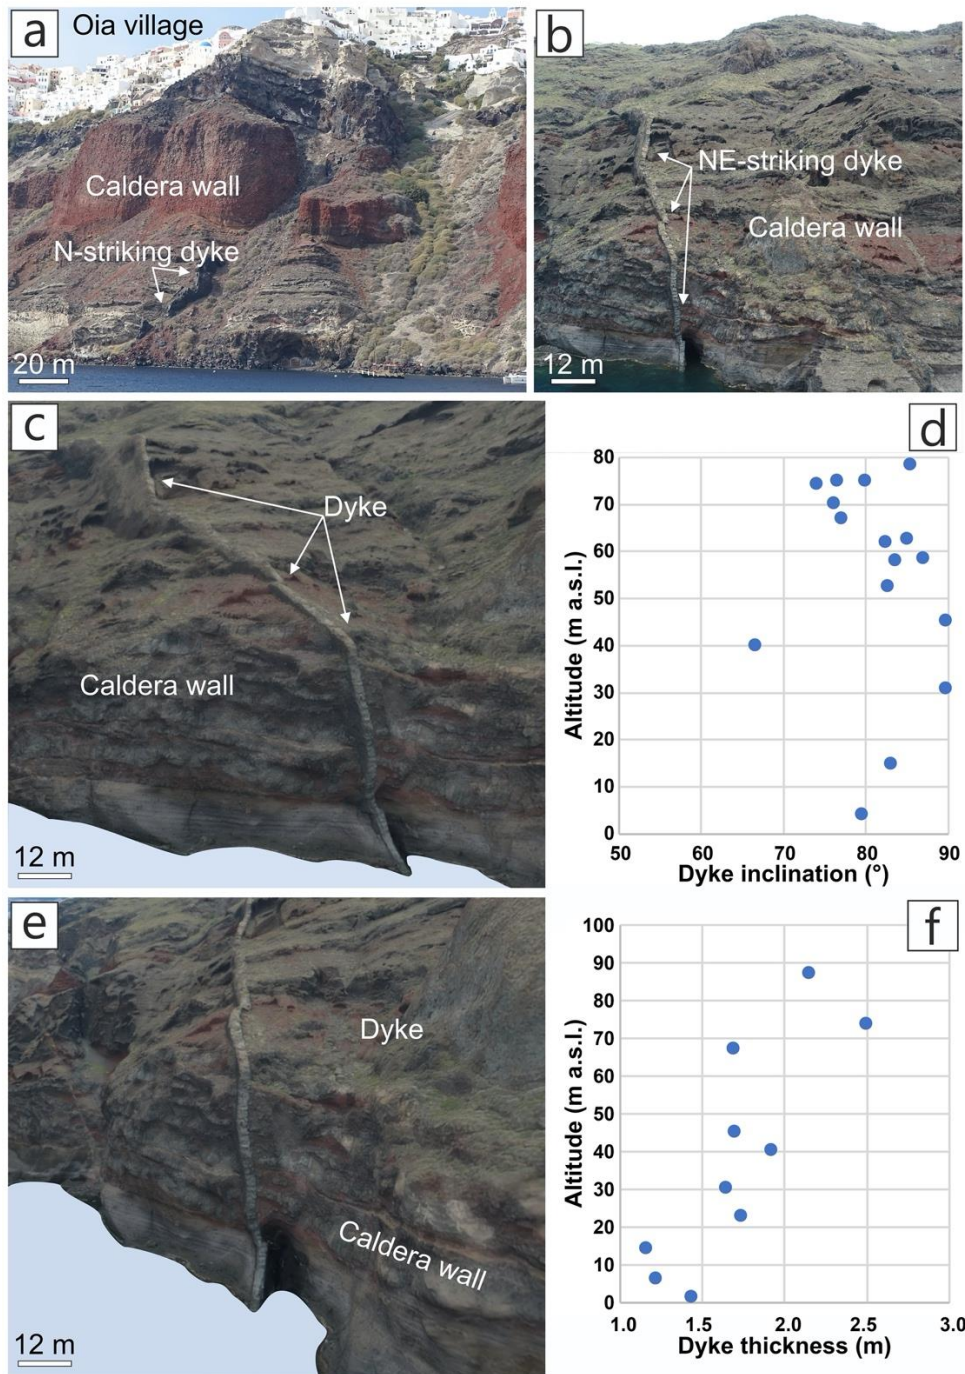 a
Oia village
Caldera wall
N-striking dyke
20 m
b
NE-striking dyke
Caldera wall
12 m
c
Dyke
Caldera wall
12 m
d
80
70
60
50
40
30
20
10
0
Altitude (m a.s.l.)
50 60 70 80 90
Dyke inclination (°)
e
Dyke
Caldera wall
12 m
f
100
90
80
70
60
50
40
30
20
10
0
Altitude (m a.s.l.)
1.0 1.5 2.0 2.5 3.0
Dyke thickness (m)